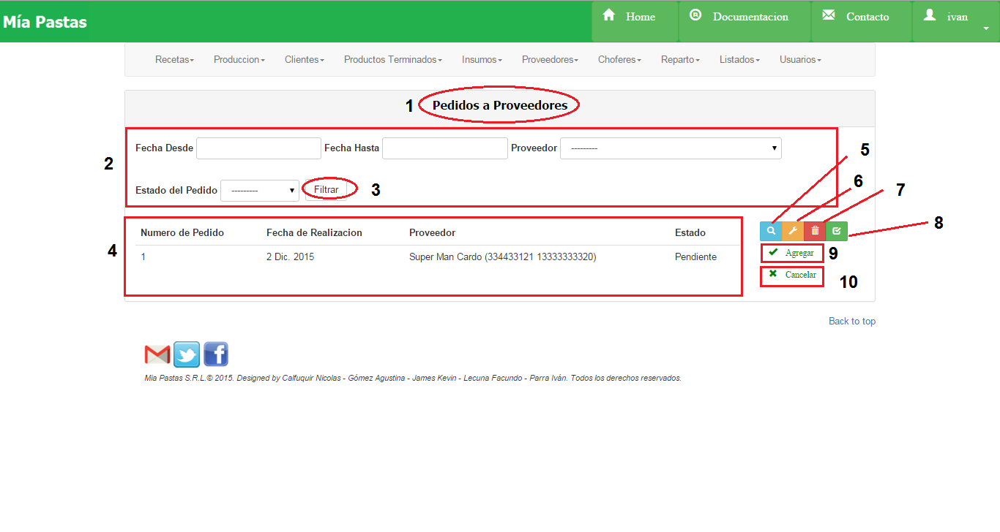 Mía Pastas
Home
Documentacion
Contacto
ivan
Recetas
Produccion
Clientes
Productos Terminados
Insumos
Proveedores
Choferes
Reparto
Listados
Usuarios
1 Pedidos a Proveedores
2
Fecha Desde
Fecha Hasta
Proveedor ---------
5
Estado del Pedido ---------
Filtrar
3
6
7
8
4
Numero de Pedido
Fecha de Realizacion
Proveedor
Estado
1
2 Dic. 2015
Super Man Cardo (334433121 13333333320)
Pendiente
Agregar
9
Cancelar
10
Back to top
Mia Pastas S.R.L.© 2015. Designed by Calfuquir Nicolas - Gómez Agustina - James Kevin - Lecuna Facundo - Parra Iván. Todos los derechos reservados.